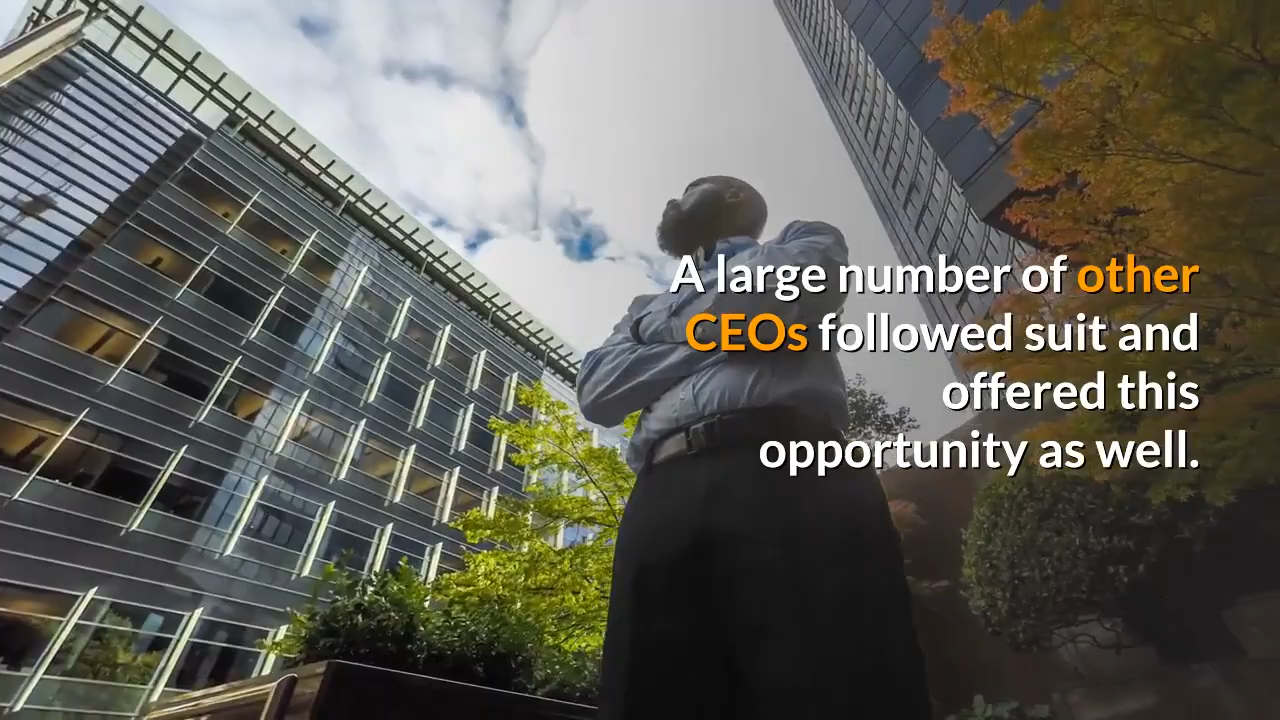 A large number of other
CEOs followed suit and
offered this
opportunity as well.